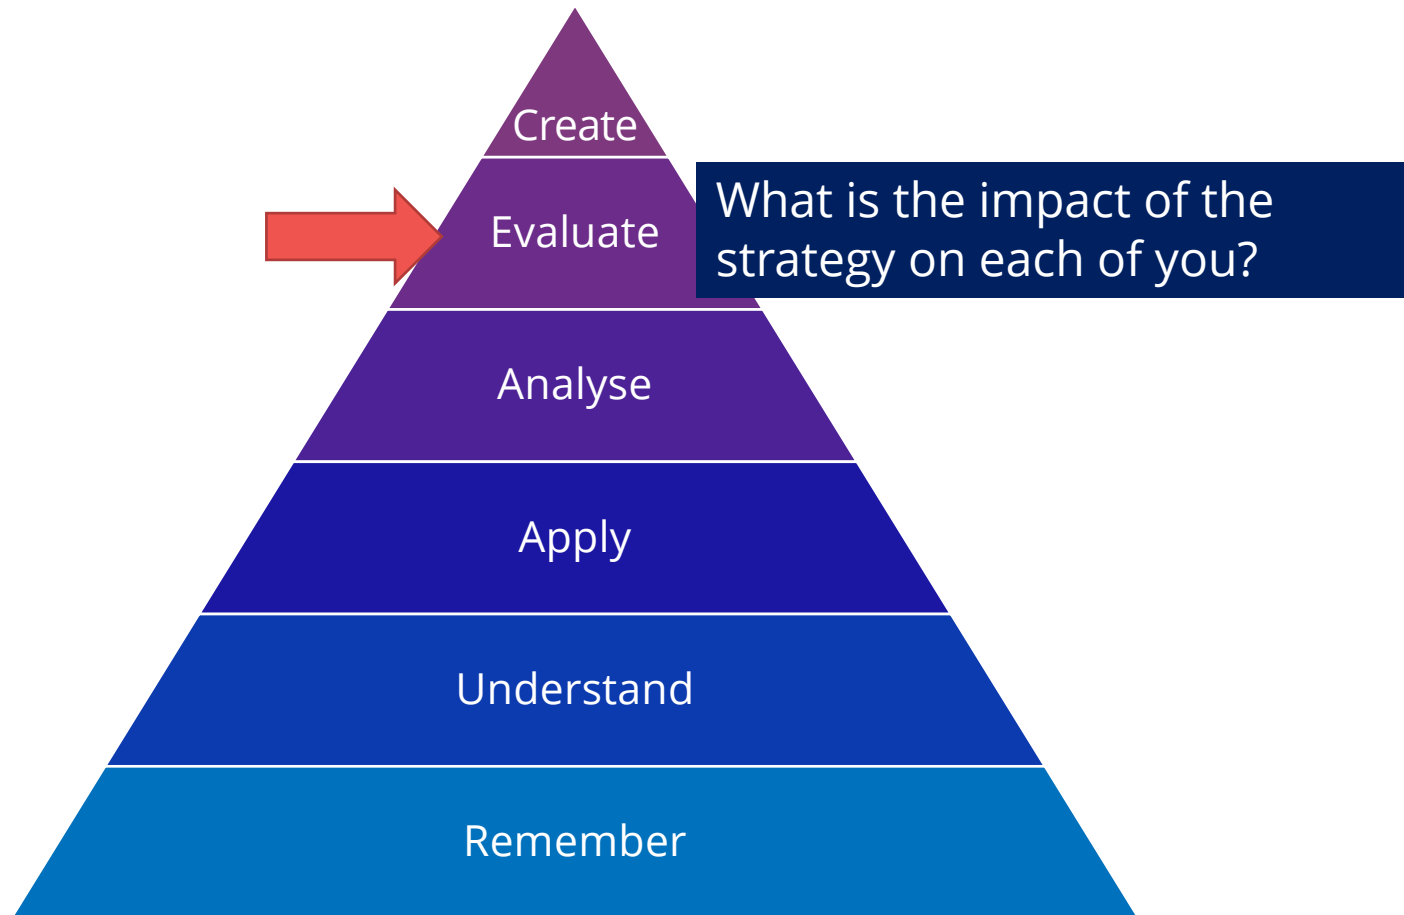 Create
Evaluate
What is the impact of the
strategy on each of you?
Analyse
Apply
Understand
Remember